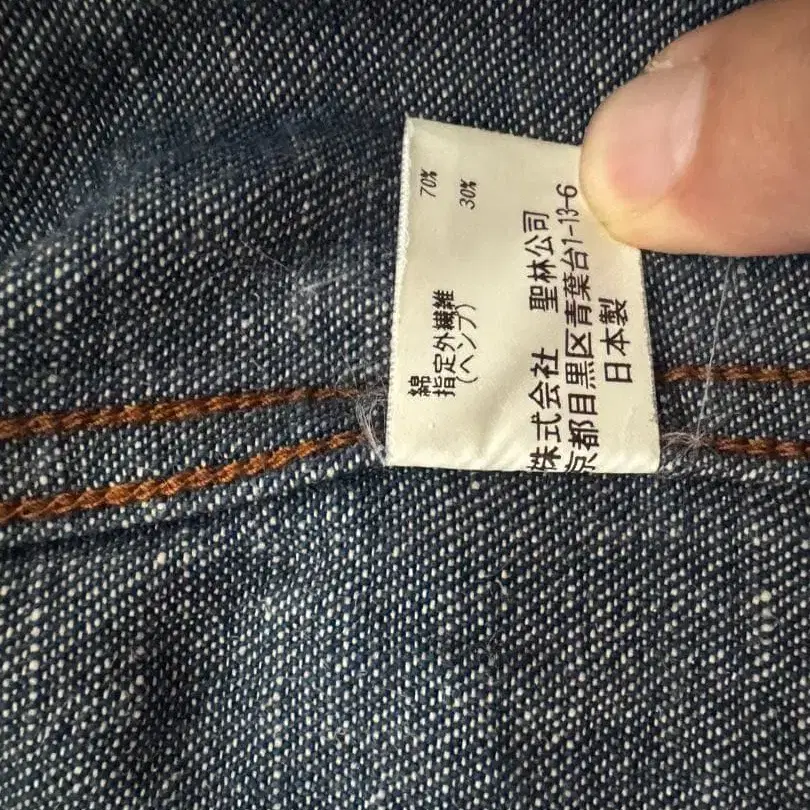 綿 70%
指定外繊維 30%
(ヘンプ)
株式会社 聖林公司
京都目黒区青葉台1-13-6
日本製